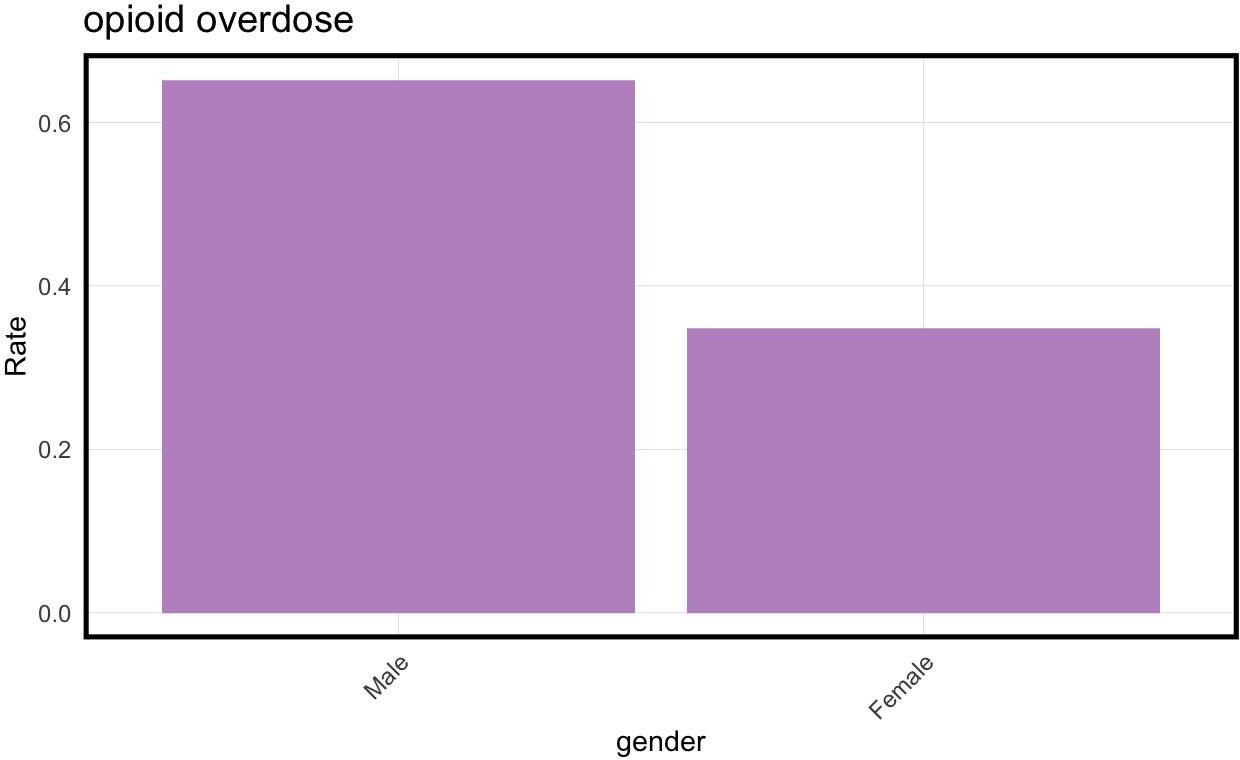 opioid overdose
0.6
0.4
0.2
0.0
Rate
Male
Female
gender